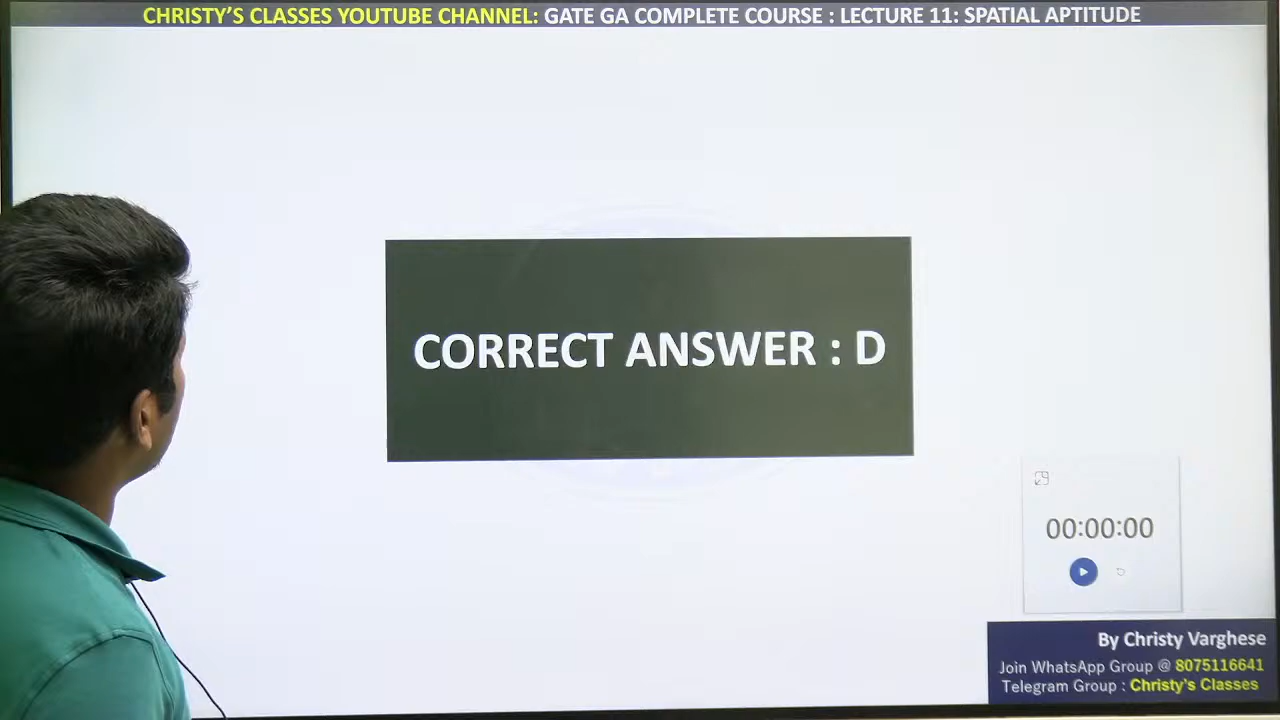 CHRISTY'S CLASSES YOUTUBE CHANNEL: GATE GA COMPLETE COURSE : LECTURE 11: SPATIAL APTITUDE
CORRECT ANSWER : D
00:00:00
By Christy Varghese
Join WhatsApp Group @ 8075116641
Telegram Group : Christy's Classes